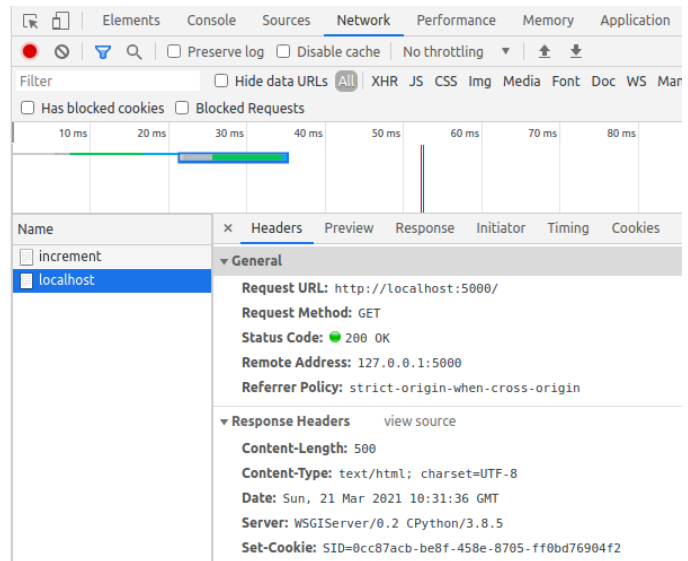 Elements Console Sources Network Performance Memory Application
Preserve log Disable cache No throttling
Filter Hide data URLs All XHR JS CSS Img Media Font Doc WS Man
Has blocked cookies Blocked Requests
10 ms 20 ms 30 ms 40 ms 50 ms 60 ms 70 ms 80 ms
Name × Headers Preview Response Initiator Timing Cookies
increment
localhost
General
Request URL: http://localhost:5000/
Request Method: GET
Status Code: 200 OK
Remote Address: 127.0.0.1:5000
Referrer Policy: strict-origin-when-cross-origin
Response Headers view source
Content-Length: 500
Content-Type: text/html; charset=UTF-8
Date: Sun, 21 Mar 2021 10:31:36 GMT
Server: WSGIServer/0.2 CPython/3.8.5
Set-Cookie: SID=0cc87acb-be8f-458e-8705-ff0bd76904f2